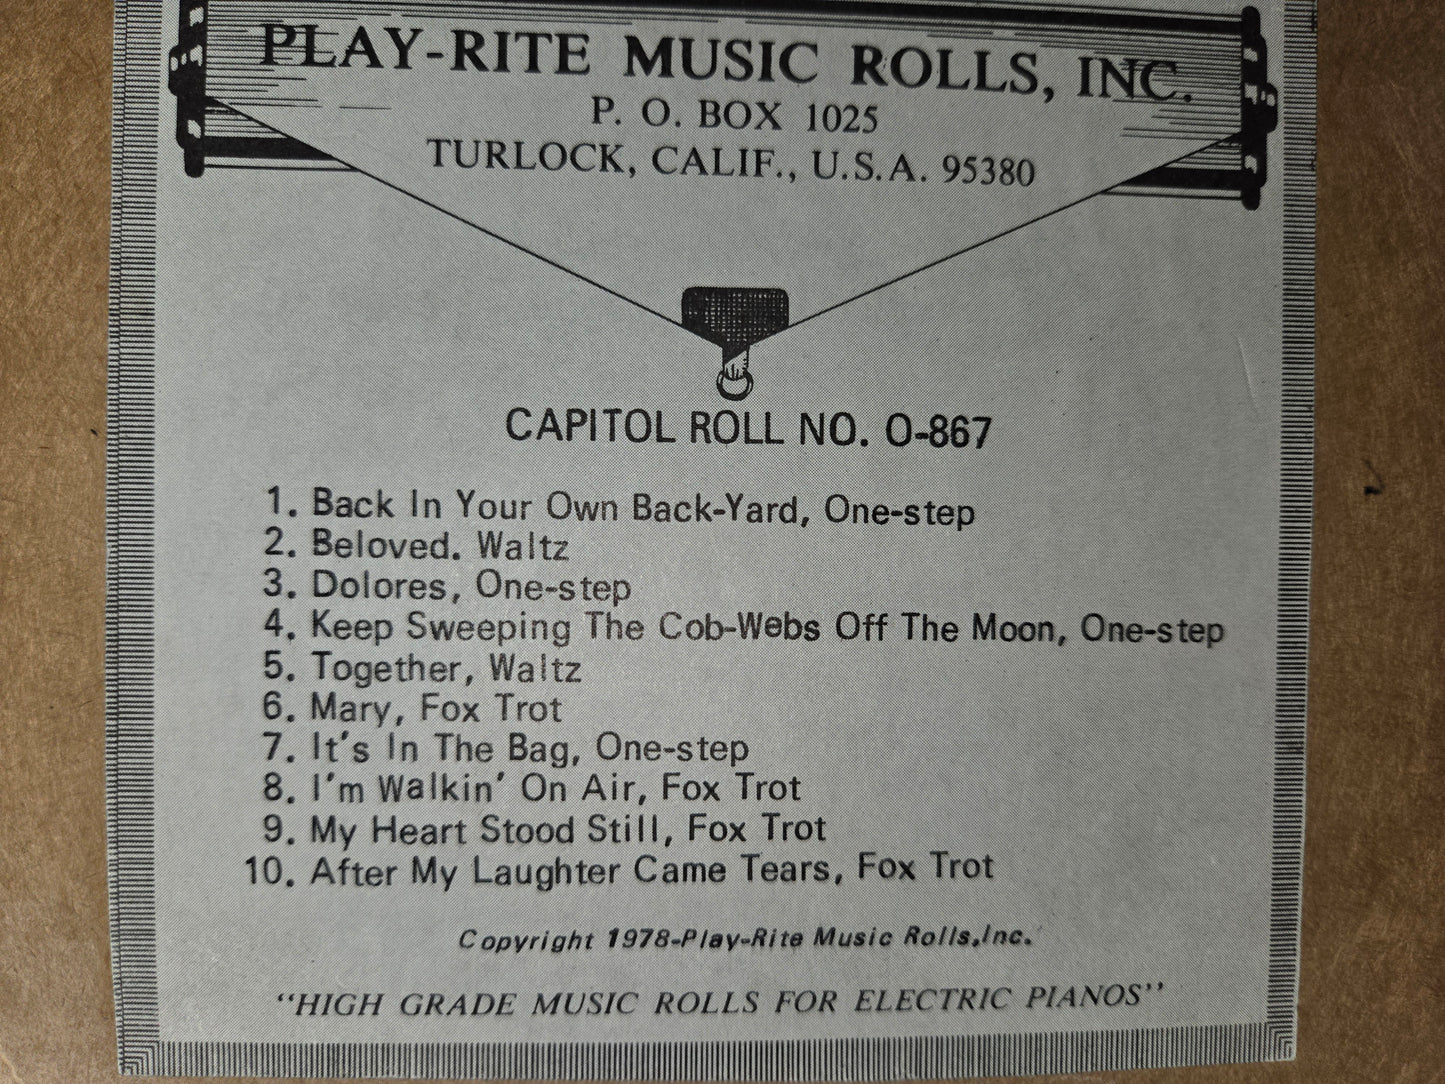 PLAY-RITE MUSIC ROLLS, INC.
P. O. BOX 1025
TURLOCK, CALIF., U.S.A. 95380
CAPITOL ROLL NO. O-867
1. Back In Your Own Back-Yard, One-step
2. Beloved. Waltz
3. Dolores, One-step
4. Keep Sweeping The Cob-Webs Off The Moon, One-step
5. Together, Waltz
6. Mary, Fox Trot
7. It's In The Bag, One-step
8. I'm Walkin' On Air, Fox Trot
9. My Heart Stood Still, Fox Trot
10. After My Laughter Came Tears, Fox Trot
Copyright 1978-Play-Rite Music Rolls,Inc.
"HIGH GRADE MUSIC ROLLS FOR ELECTRIC PIANOS"